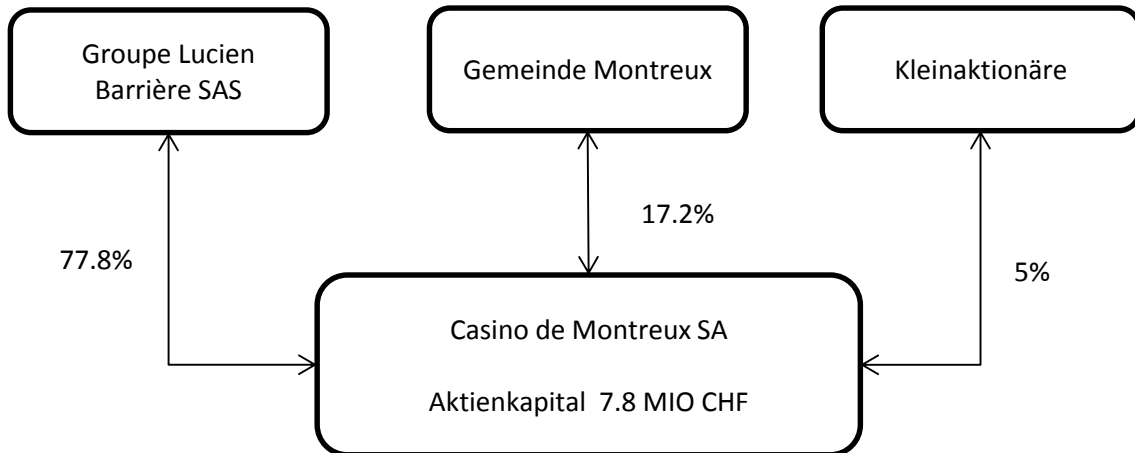 Groupe Lucien
Barrière SAS
Gemeinde Montreux
Kleinaktionäre
77.8%
17.2%
5%
Casino de Montreux SA
Aktienkapital 7.8 MIO CHF